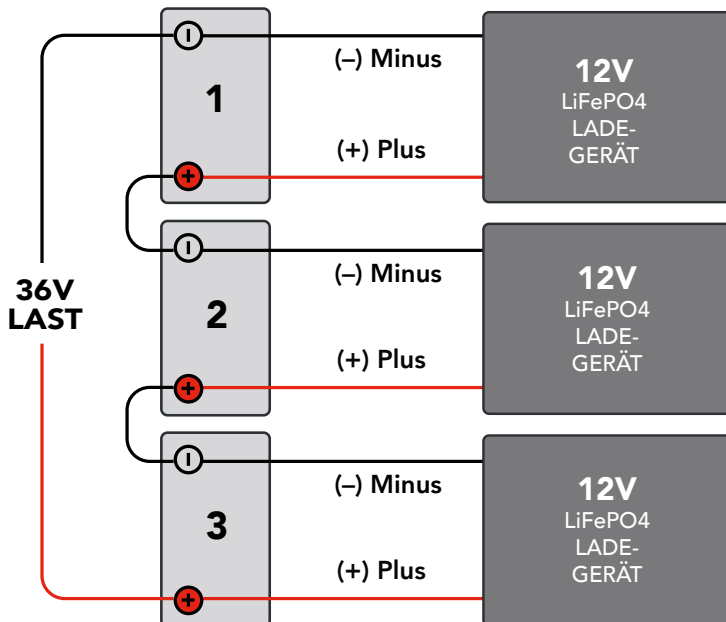 (–) Minus
1
(+) Plus
12V
LiFePO4
LADE-
GERÄT
36V
LAST
(–) Minus
2
(+) Plus
12V
LiFePO4
LADE-
GERÄT
(–) Minus
3
(+) Plus
12V
LiFePO4
LADE-
GERÄT